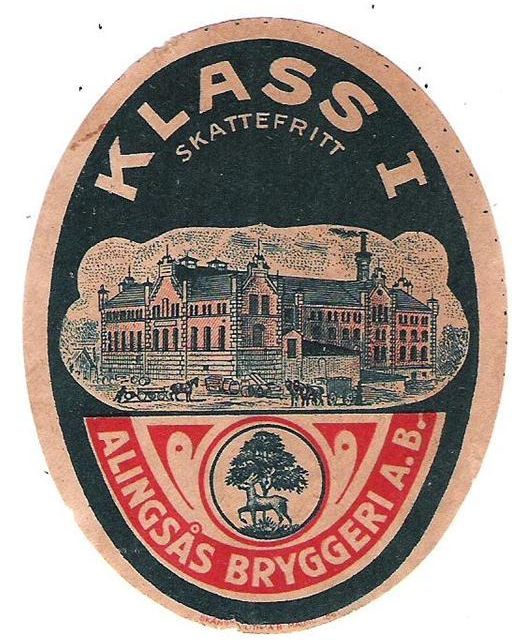 KLASS I
SKATTEFRITT
ALINGSÅS BRYGGERI A.B.